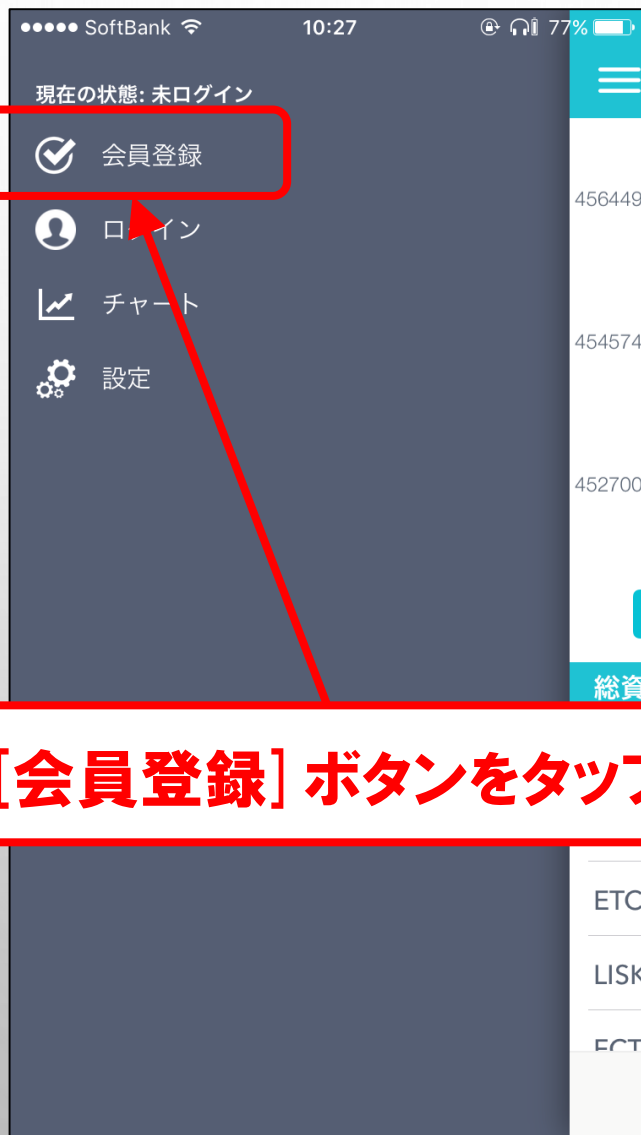 SoftBank 10:27 77%
現在の状態: 未ログイン
会員登録
ログイン
チャート
設定
456449
454574
452700
総資
[会員登録] ボタンをタップ
ETC
LISK
FCT